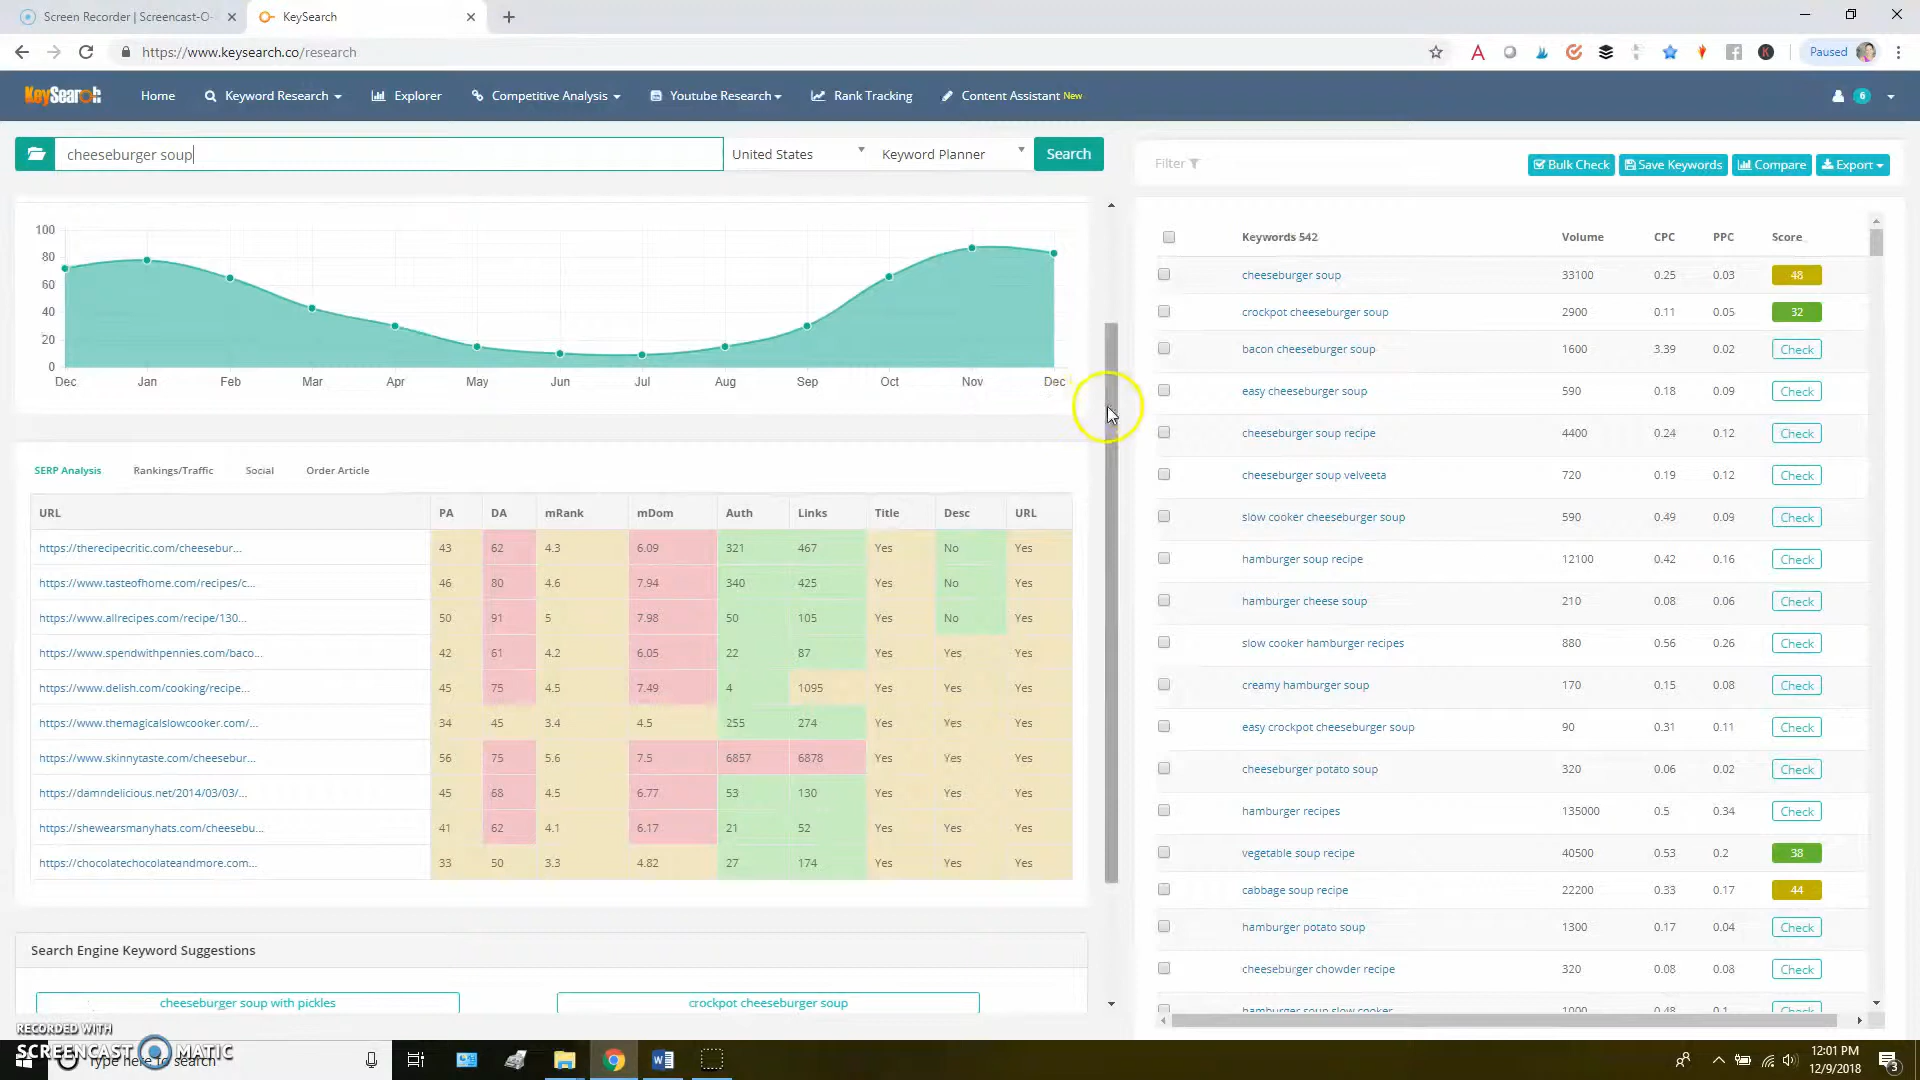 Screen Recorder | Screencast-O-
KeySearch
https://www.keysearch.co/research
Paused
KeySearch
Home
Keyword Research
Explorer
Competitive Analysis
Youtube Research
Rank Tracking
Content Assistant New
6
cheeseburger soup
United States
Keyword Planner
Search
Filter
Bulk Check
Save Keywords
Compare
Export
100
80
60
40
20
0
Dec Jan Feb Mar Apr May Jun Jul Aug Sep Oct Nov Dec
SERP Analysis Rankings/Traffic Social Order Article
URL PA DA mRank mDom Auth Links Title Desc URL
https://therecipecritic.com/cheesebur... 43 62 4.3 6.09 321 467 Yes No Yes
https://www.tasteofhome.com/recipes/c... 46 80 4.6 7.94 340 425 Yes No Yes
https://www.allrecipes.com/recipe/130... 50 91 5 7.98 50 105 Yes No Yes
https://www.spendwithpennies.com/baco... 42 61 4.2 6.05 22 87 Yes Yes Yes
https://www.delish.com/cooking/recipe... 45 75 4.5 7.49 4 1095 Yes Yes Yes
https://www.themagicalslowcooker.com/... 34 45 3.4 4.5 255 274 Yes Yes Yes
https://www.skinnytaste.com/cheesebur... 56 75 5.6 7.5 6857 6878 Yes Yes Yes
https://damndelicious.net/2014/03/03/... 45 68 4.5 6.77 53 130 Yes Yes Yes
https://shewearsmanyhats.com/cheesebu... 41 62 4.1 6.17 21 52 Yes Yes Yes
https://chocolatechocolateandmore.com... 33 50 3.3 4.82 27 174 Yes Yes Yes
Search Engine Keyword Suggestions
cheeseburger soup with pickles
crockpot cheeseburger soup
Keywords 542 Volume CPC PPC Score
cheeseburger soup 33100 0.25 0.03 48
crockpot cheeseburger soup 2900 0.11 0.05 32
bacon cheeseburger soup 1600 3.39 0.02 Check
easy cheeseburger soup 590 0.18 0.09 Check
cheeseburger soup recipe 4400 0.24 0.12 Check
cheeseburger soup velveeta 720 0.19 0.12 Check
slow cooker cheeseburger soup 590 0.49 0.09 Check
hamburger soup recipe 12100 0.42 0.16 Check
hamburger cheese soup 210 0.08 0.06 Check
slow cooker hamburger recipes 880 0.56 0.26 Check
creamy hamburger soup 170 0.15 0.08 Check
easy crockpot cheeseburger soup 90 0.31 0.11 Check
cheeseburger potato soup 320 0.06 0.02 Check
hamburger recipes 135000 0.5 0.34 Check
vegetable soup recipe 40500 0.53 0.2 38
cabbage soup recipe 22200 0.33 0.17 44
hamburger potato soup 1300 0.17 0.04 Check
cheeseburger chowder recipe 320 0.08 0.08 Check
hamburger soup slow cooker 1000 0.48 0.1 Check
RECORDED WITH
SCREENCAST MATIC
Type here to search
12:01 PM
12/9/2018
3